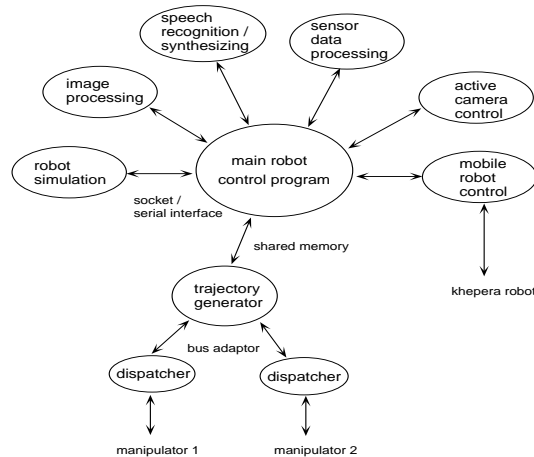 speech
recognition /
synthesizing
sensor
data
processing
image
processing
active
camera
control
main robot
control program
robot
simulation
mobile
robot
control
socket /
serial interface
shared memory
trajectory
generator
khepera robot
bus adaptor
dispatcher
dispatcher
manipulator 1
manipulator 2